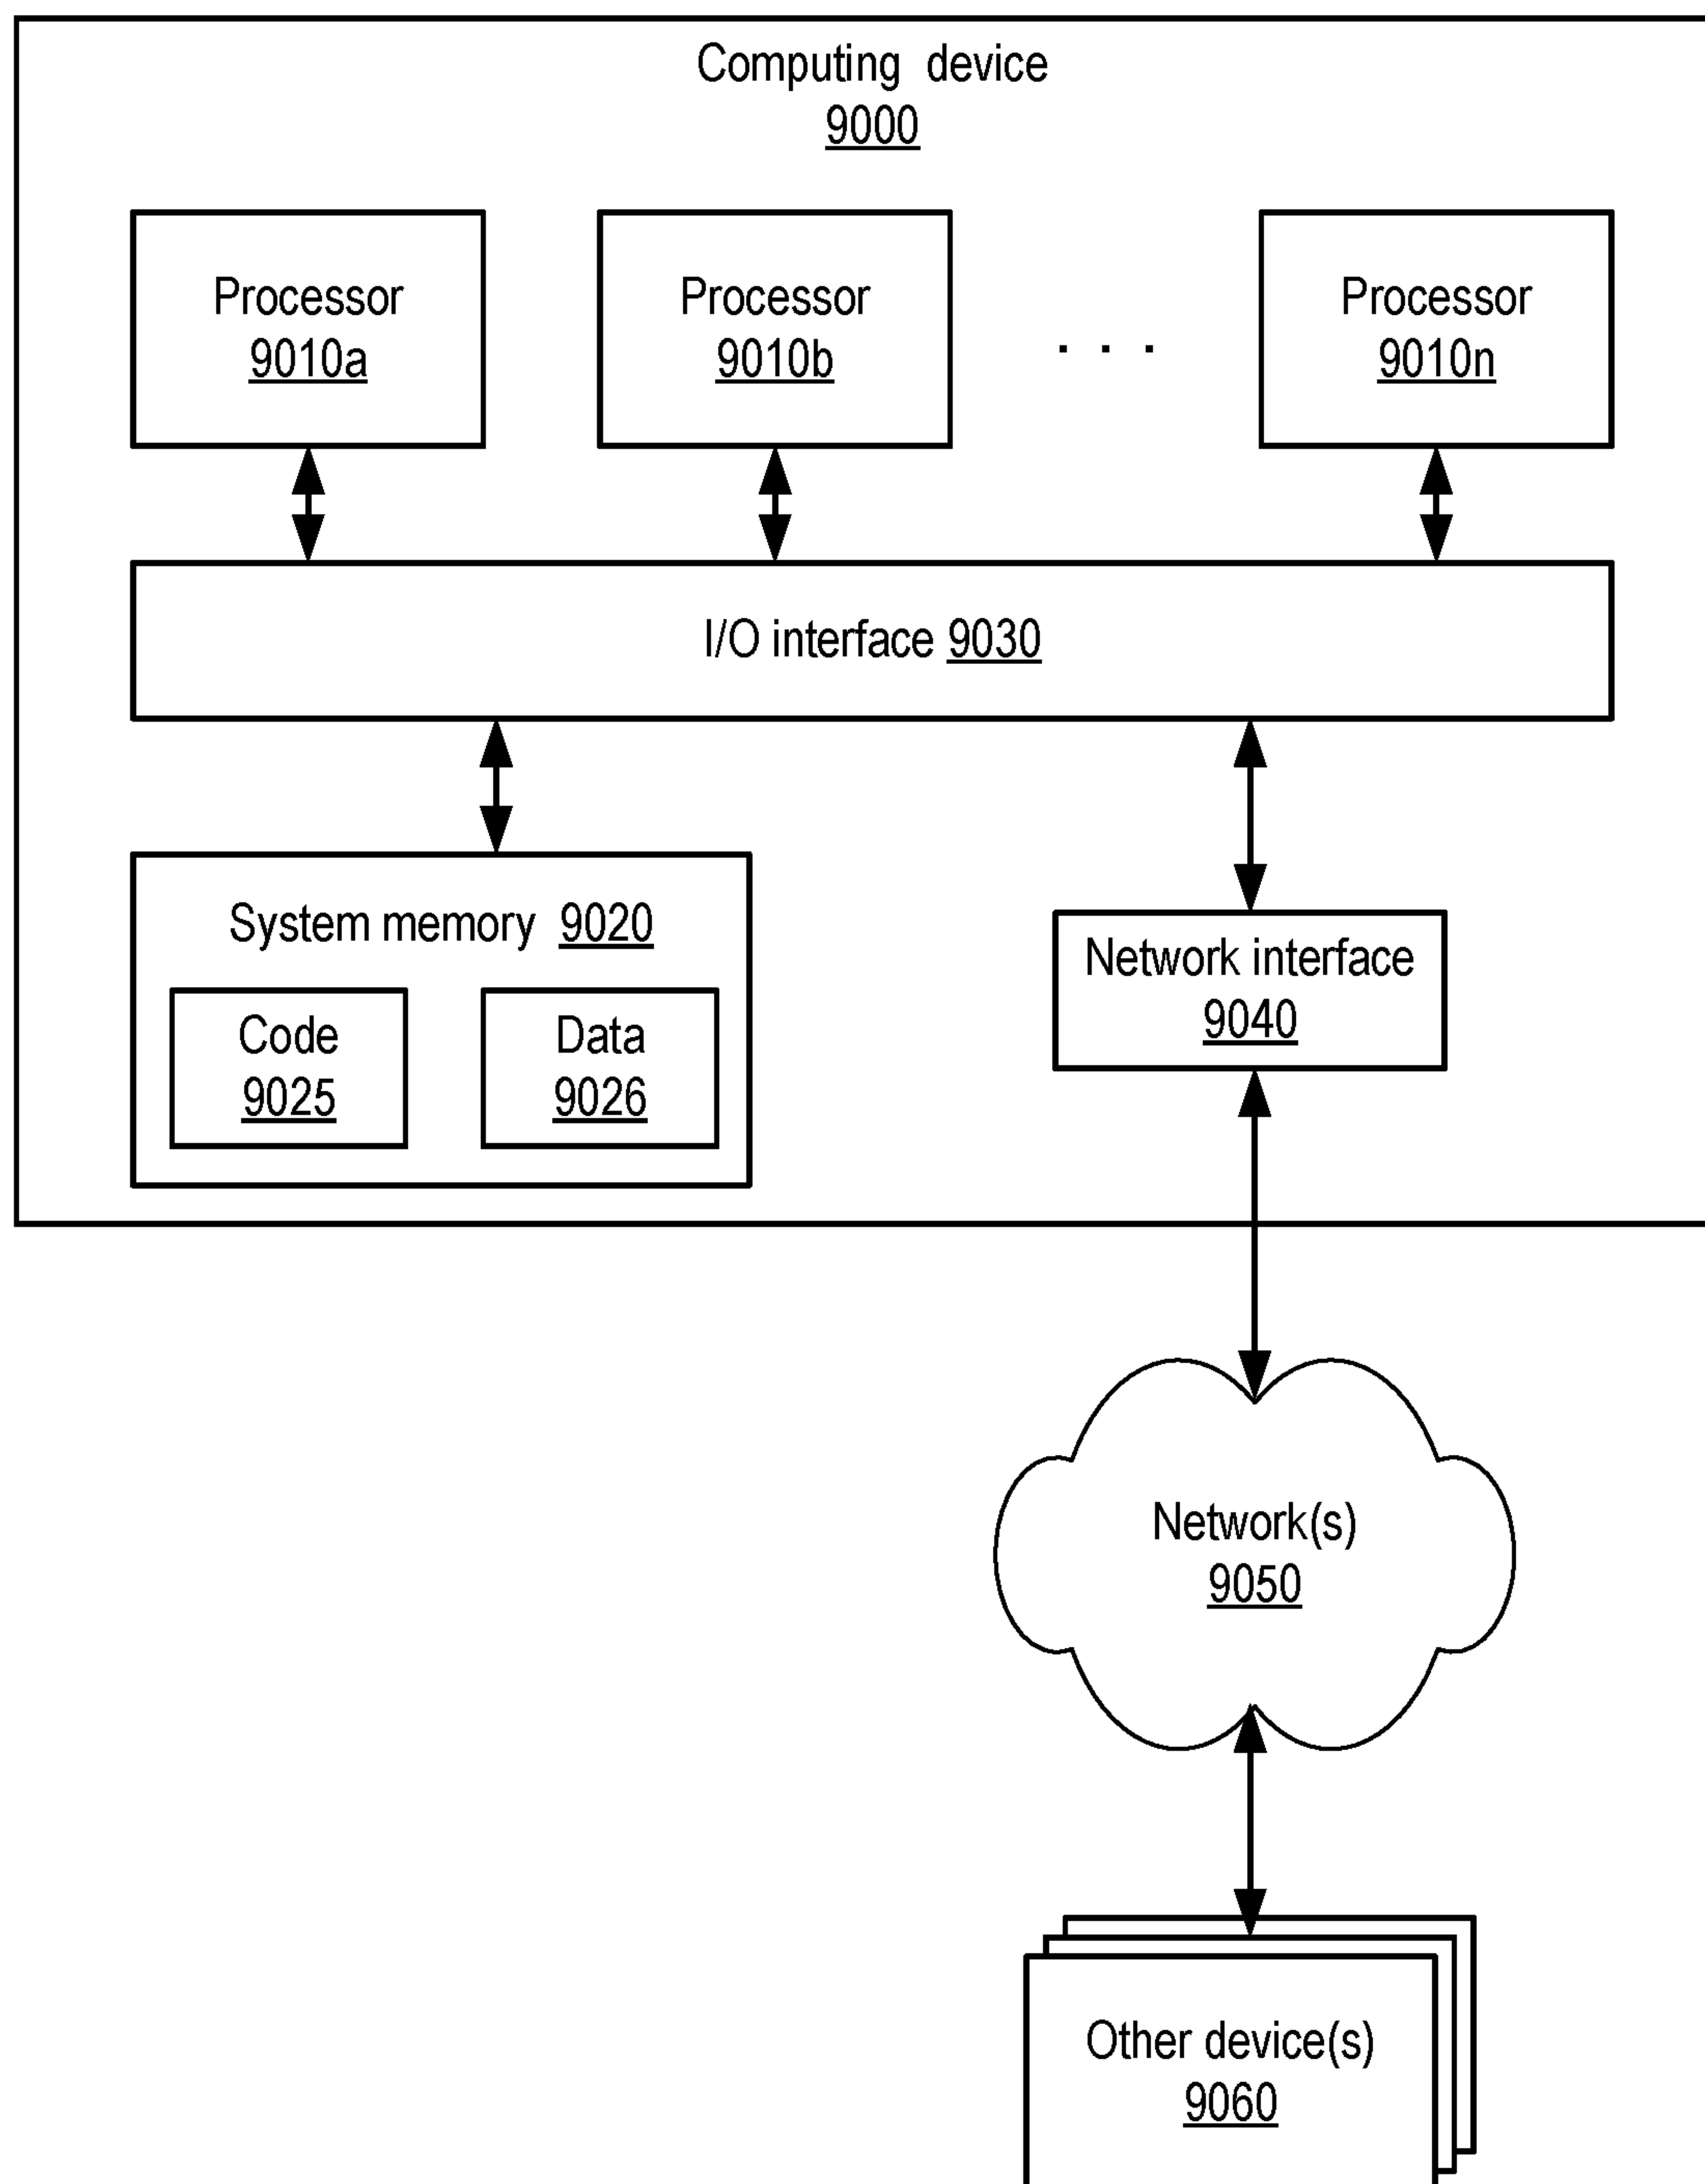 Computing device
9000
Processor
9010a
Processor
9010b
. . .
Processor
9010n
I/O interface 9030
System memory 9020
Code
9025
Data
9026
Network interface
9040
Network(s)
9050
Other device(s)
9060